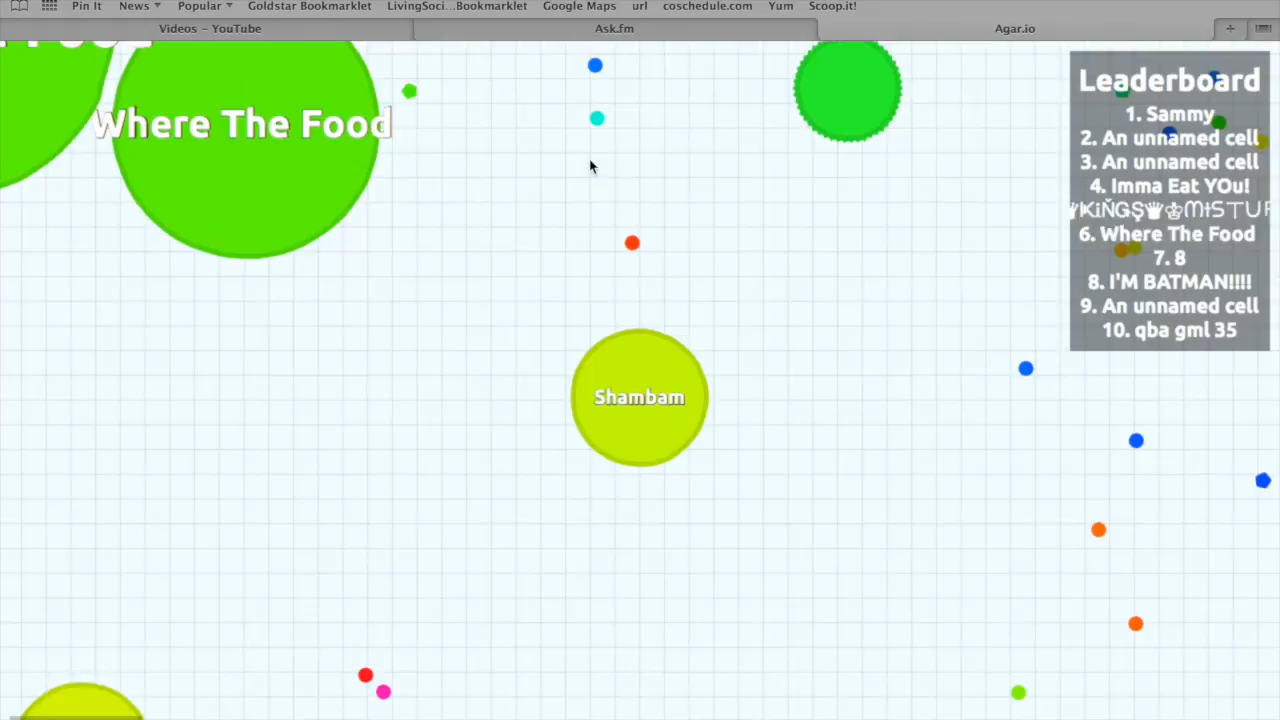 Pin It News Popular Goldstar Bookmarklet LivingSoci...Bookmarklet Google Maps url coschedule.com Yum Scoop.it!
Videos – YouTube Ask.fm Agar.io +
Where The Food
Shambam
Leaderboard
1. Sammy
2. An unnamed cell
3. An unnamed cell
4. Imma Eat YOu!
6. Where The Food
7. 8
8. I'M BATMAN!!!!
9. An unnamed cell
10. qba gml 35